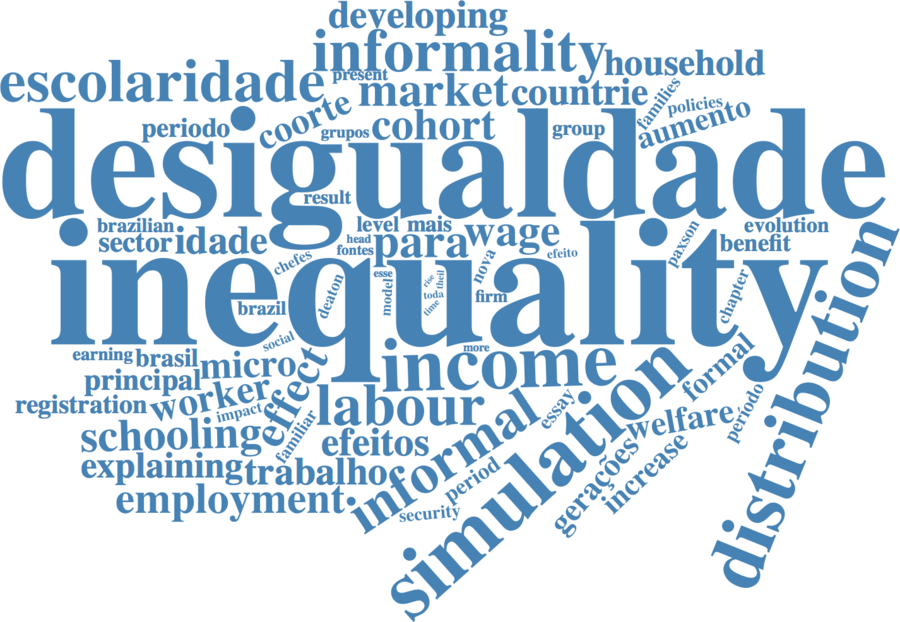 developing
informality
household
escolaridade
present
market
countrie
families
policies
aumento
periodo
coorte
grupos
cohort
group
desigualdade
result
brazilian
level
mais
wage
evolution
sector
idade
head
fontes
para
paxson
benefit
efeito
chefes
nova
inequality
esse
rise
theil
deaton
model
toda
time
firm
chapter
brazil
distribution
social
more
earning
brasil
micro
income
formal
principal
effect
simulation
registration
worker
impact
labour
essay
welfare
período
schooling
familiar
efeitos
informal
explaining
trabalho
period
gerações
increase
employment
security